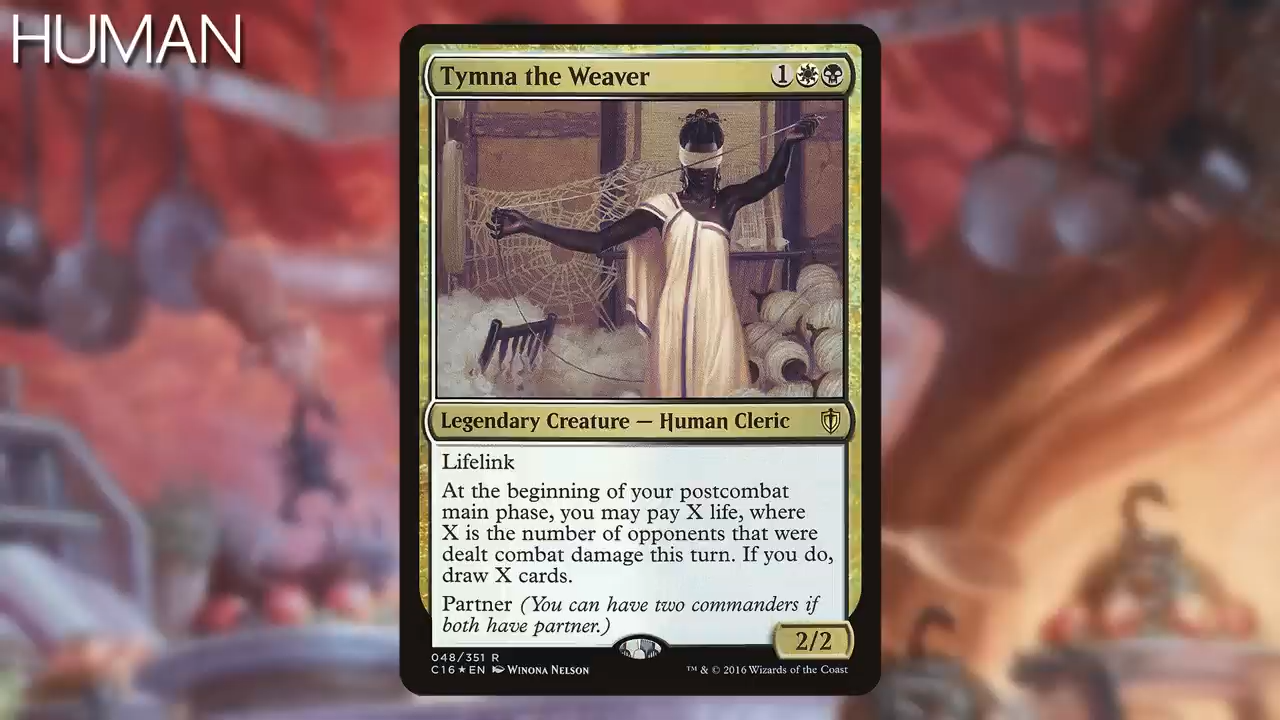 HUMAN
Tymna the Weaver
1
Legendary Creature — Human Cleric
Lifelink
At the beginning of your postcombat
main phase, you may pay X life, where
X is the number of opponents that were
dealt combat damage this turn. If you do,
draw X cards.
Partner (You can have two commanders if
both have partner.)
2/2
048/351 R
C16★EN Winona Nelson
™ & © 2016 Wizards of the Coast